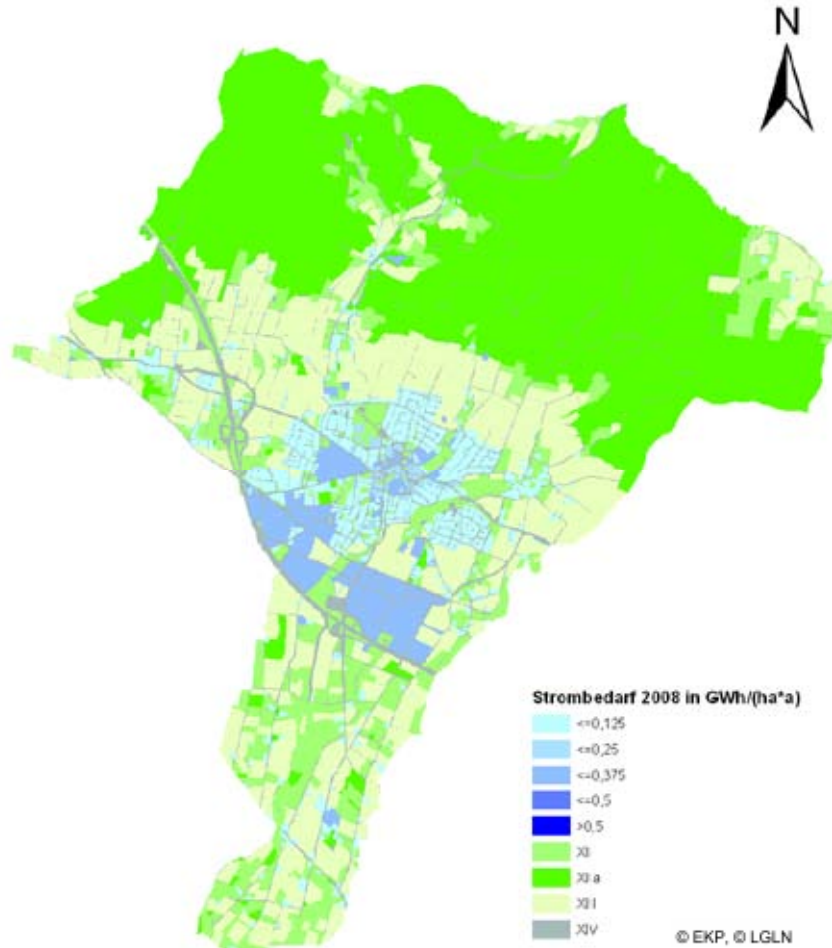 N
Strombedarf 2008 in GWh/(ha*a)
<=0,125
<=0,25
<=0,375
<=0,5
>0,5
XII
XII a
XIII
XIV
© EKP, © LGLN